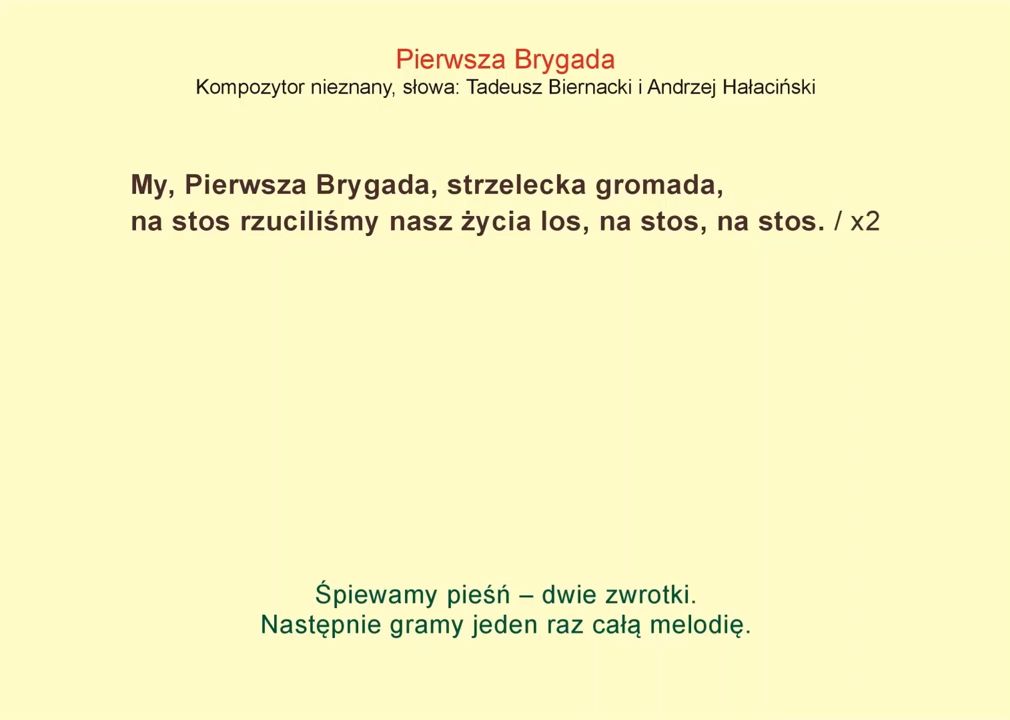 Pierwsza Brygada
Kompozytor nieznany, słowa: Tadeusz Biernacki i Andrzej Hałaciński
My, Pierwsza Brygada, strzelecka gromada,
na stos rzuciliśmy nasz życia los, na stos, na stos. / x2
Śpiewamy pieśń – dwie zwrotki.
Następnie gramy jeden raz całą melodię.